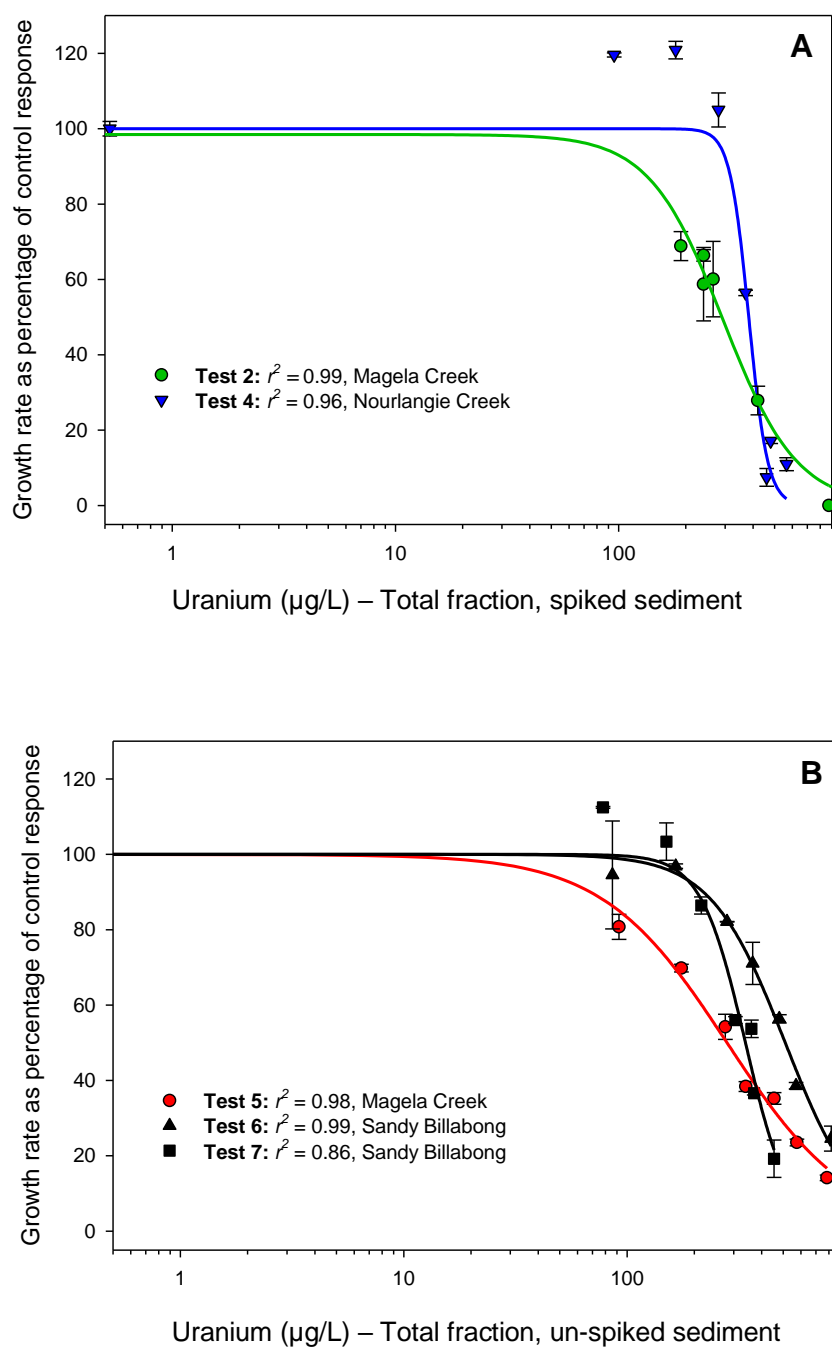 A
120
100
80
60
40
20
0
Growth rate as percentage of control response
Test 2: r² = 0.99, Magela Creek
Test 4: r² = 0.96, Nourlangie Creek
1 10 100
Uranium (µg/L) – Total fraction, spiked sediment
B
120
100
80
60
40
20
0
Growth rate as percentage of control response
Test 5: r² = 0.98, Magela Creek
Test 6: r² = 0.99, Sandy Billabong
Test 7: r² = 0.86, Sandy Billabong
1 10 100
Uranium (µg/L) – Total fraction, un-spiked sediment